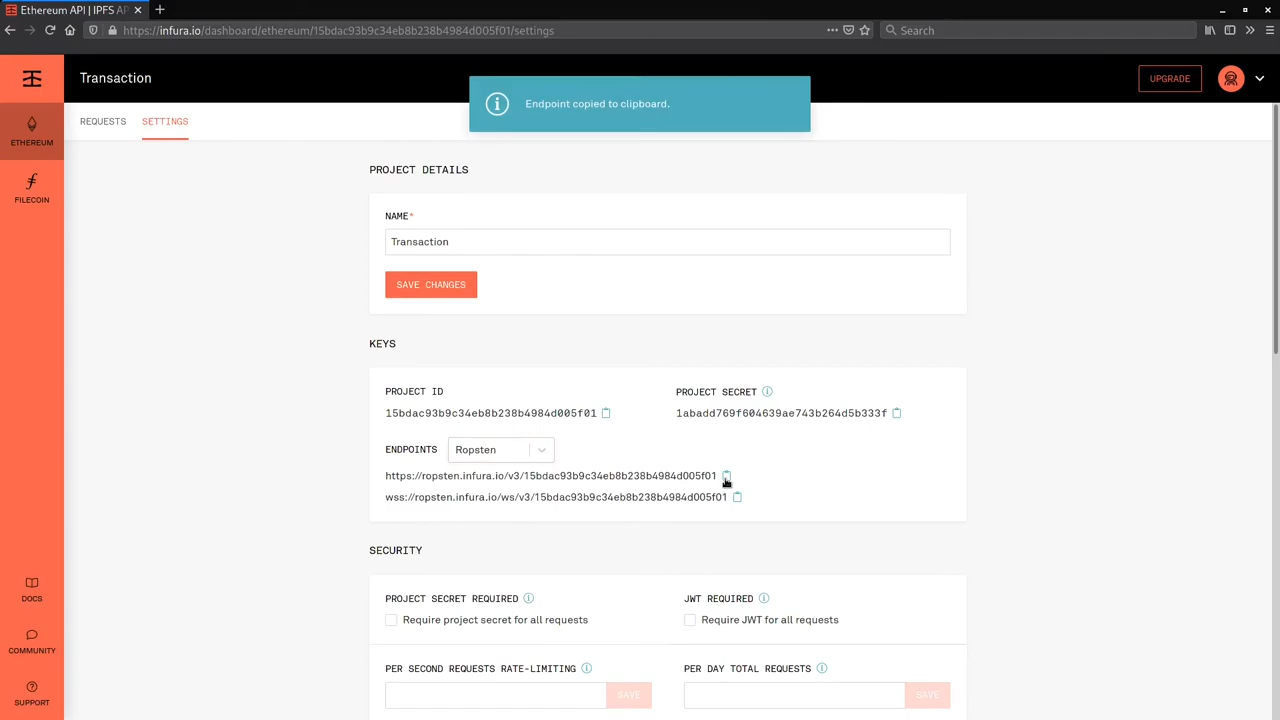 Ethereum API | IPFS AP
https://infura.io/dashboard/ethereum/15bdac93b9c34eb8b238b4984d005f01/settings
Search
Transaction
UPGRADE
Endpoint copied to clipboard.
ETHEREUM
FILECOIN
DOCS
COMMUNITY
SUPPORT
REQUESTS
SETTINGS
PROJECT DETAILS
NAME*
Transaction
SAVE CHANGES
KEYS
PROJECT ID
15bdac93b9c34eb8b238b4984d005f01
PROJECT SECRET
1abadd769f604639ae743b264d5b333f
ENDPOINTS
Ropsten
https://ropsten.infura.io/v3/15bdac93b9c34eb8b238b4984d005f01
wss://ropsten.infura.io/ws/v3/15bdac93b9c34eb8b238b4984d005f01
SECURITY
PROJECT SECRET REQUIRED
Require project secret for all requests
JWT REQUIRED
Require JWT for all requests
PER SECOND REQUESTS RATE-LIMITING
SAVE
PER DAY TOTAL REQUESTS
SAVE